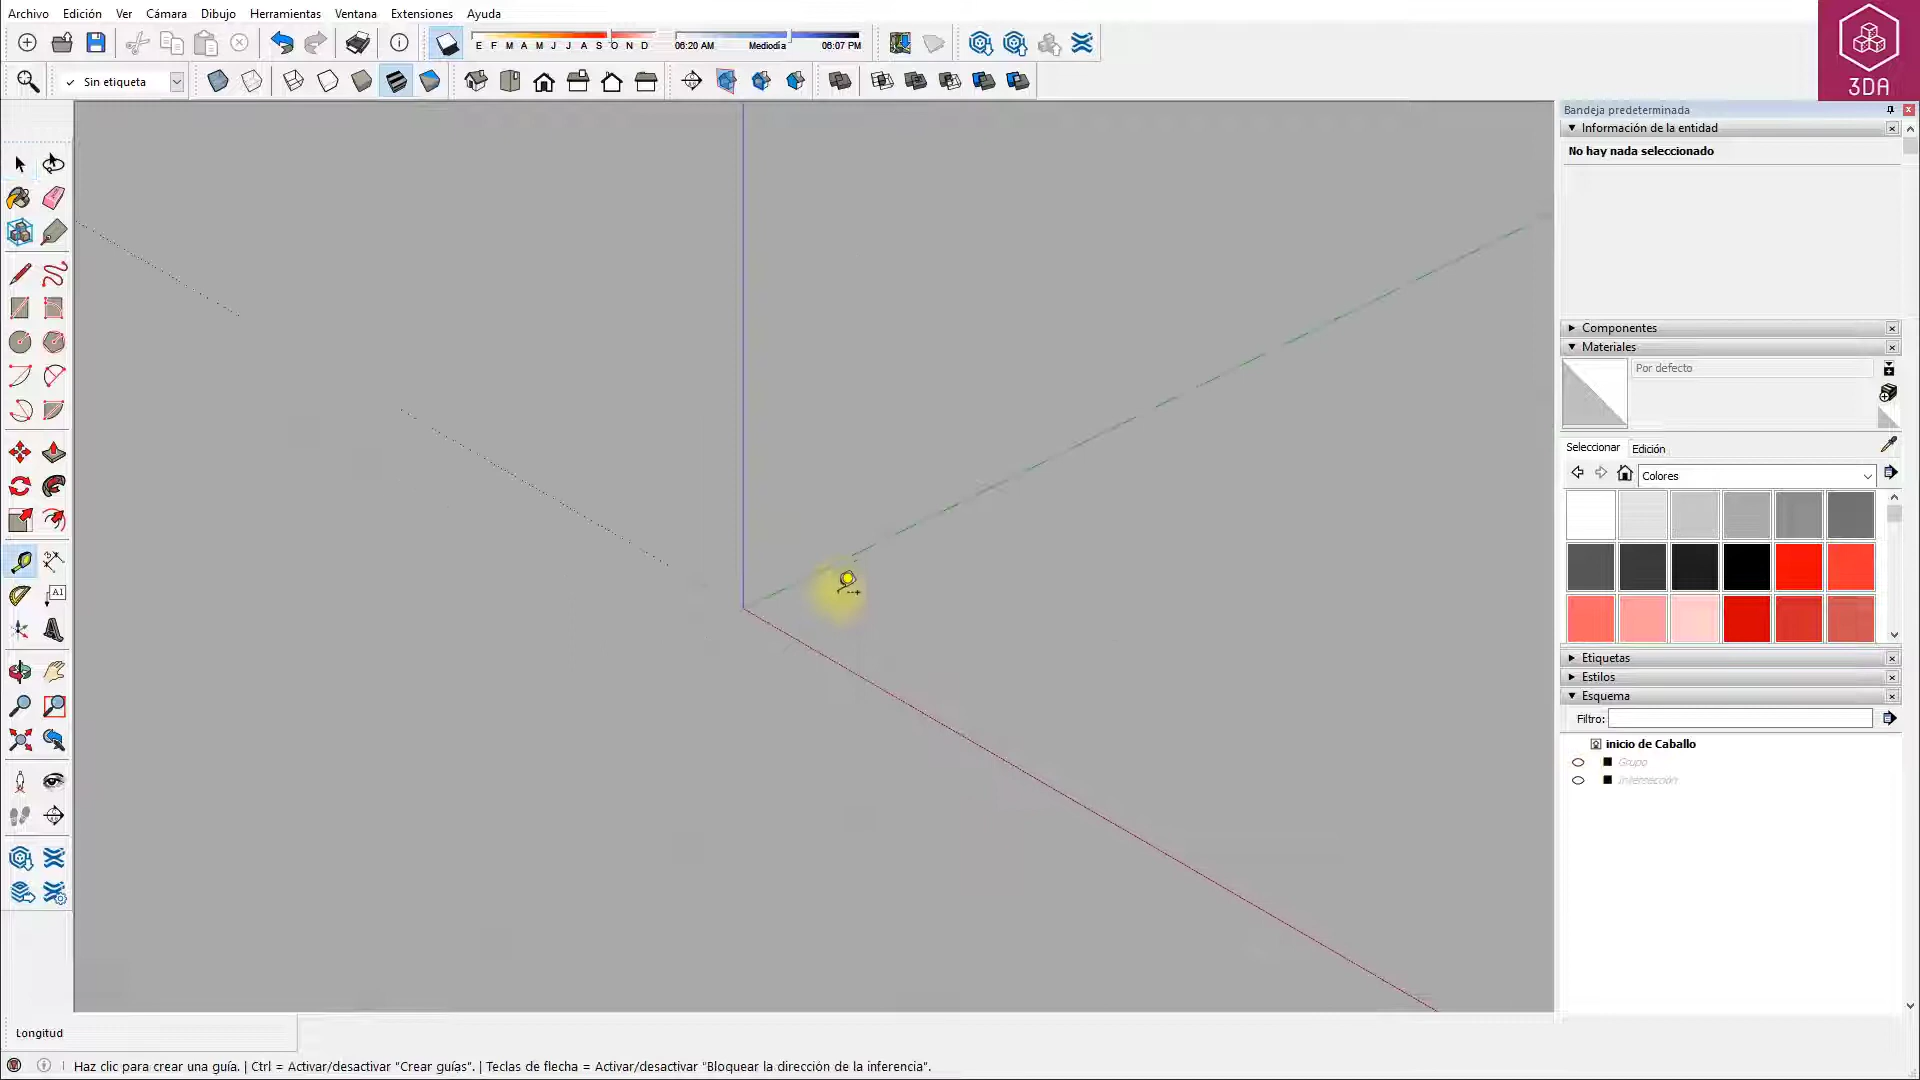 Archivo Edición Ver Cámara Dibujo Herramientas Ventana Extensiones Ayuda
E F M A M J J A S O N D 06:20 AM Mediodía 06:07 PM
Sin etiqueta
3DA
Bandeja predeterminada
Información de la entidad
No hay nada seleccionado
Componentes
Materiales
Por defecto
Seleccionar Edición
Colores
A1
Etiquetas
Estilos
Esquema
Filtro:
inicio de Caballo
Grupo
Intersección
Longitud
Haz clic para crear una guía. | Ctrl = Activar/desactivar "Crear guías". | Teclas de flecha = Activar/desactivar "Bloquear la dirección de la inferencia".